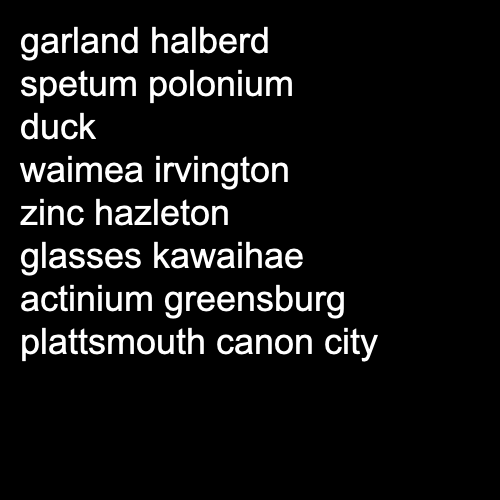 garland halberd
spetum polonium
duck
waimea irvington
zinc hazleton
glasses kawaihae
actinium greensburg
plattsmouth canon city